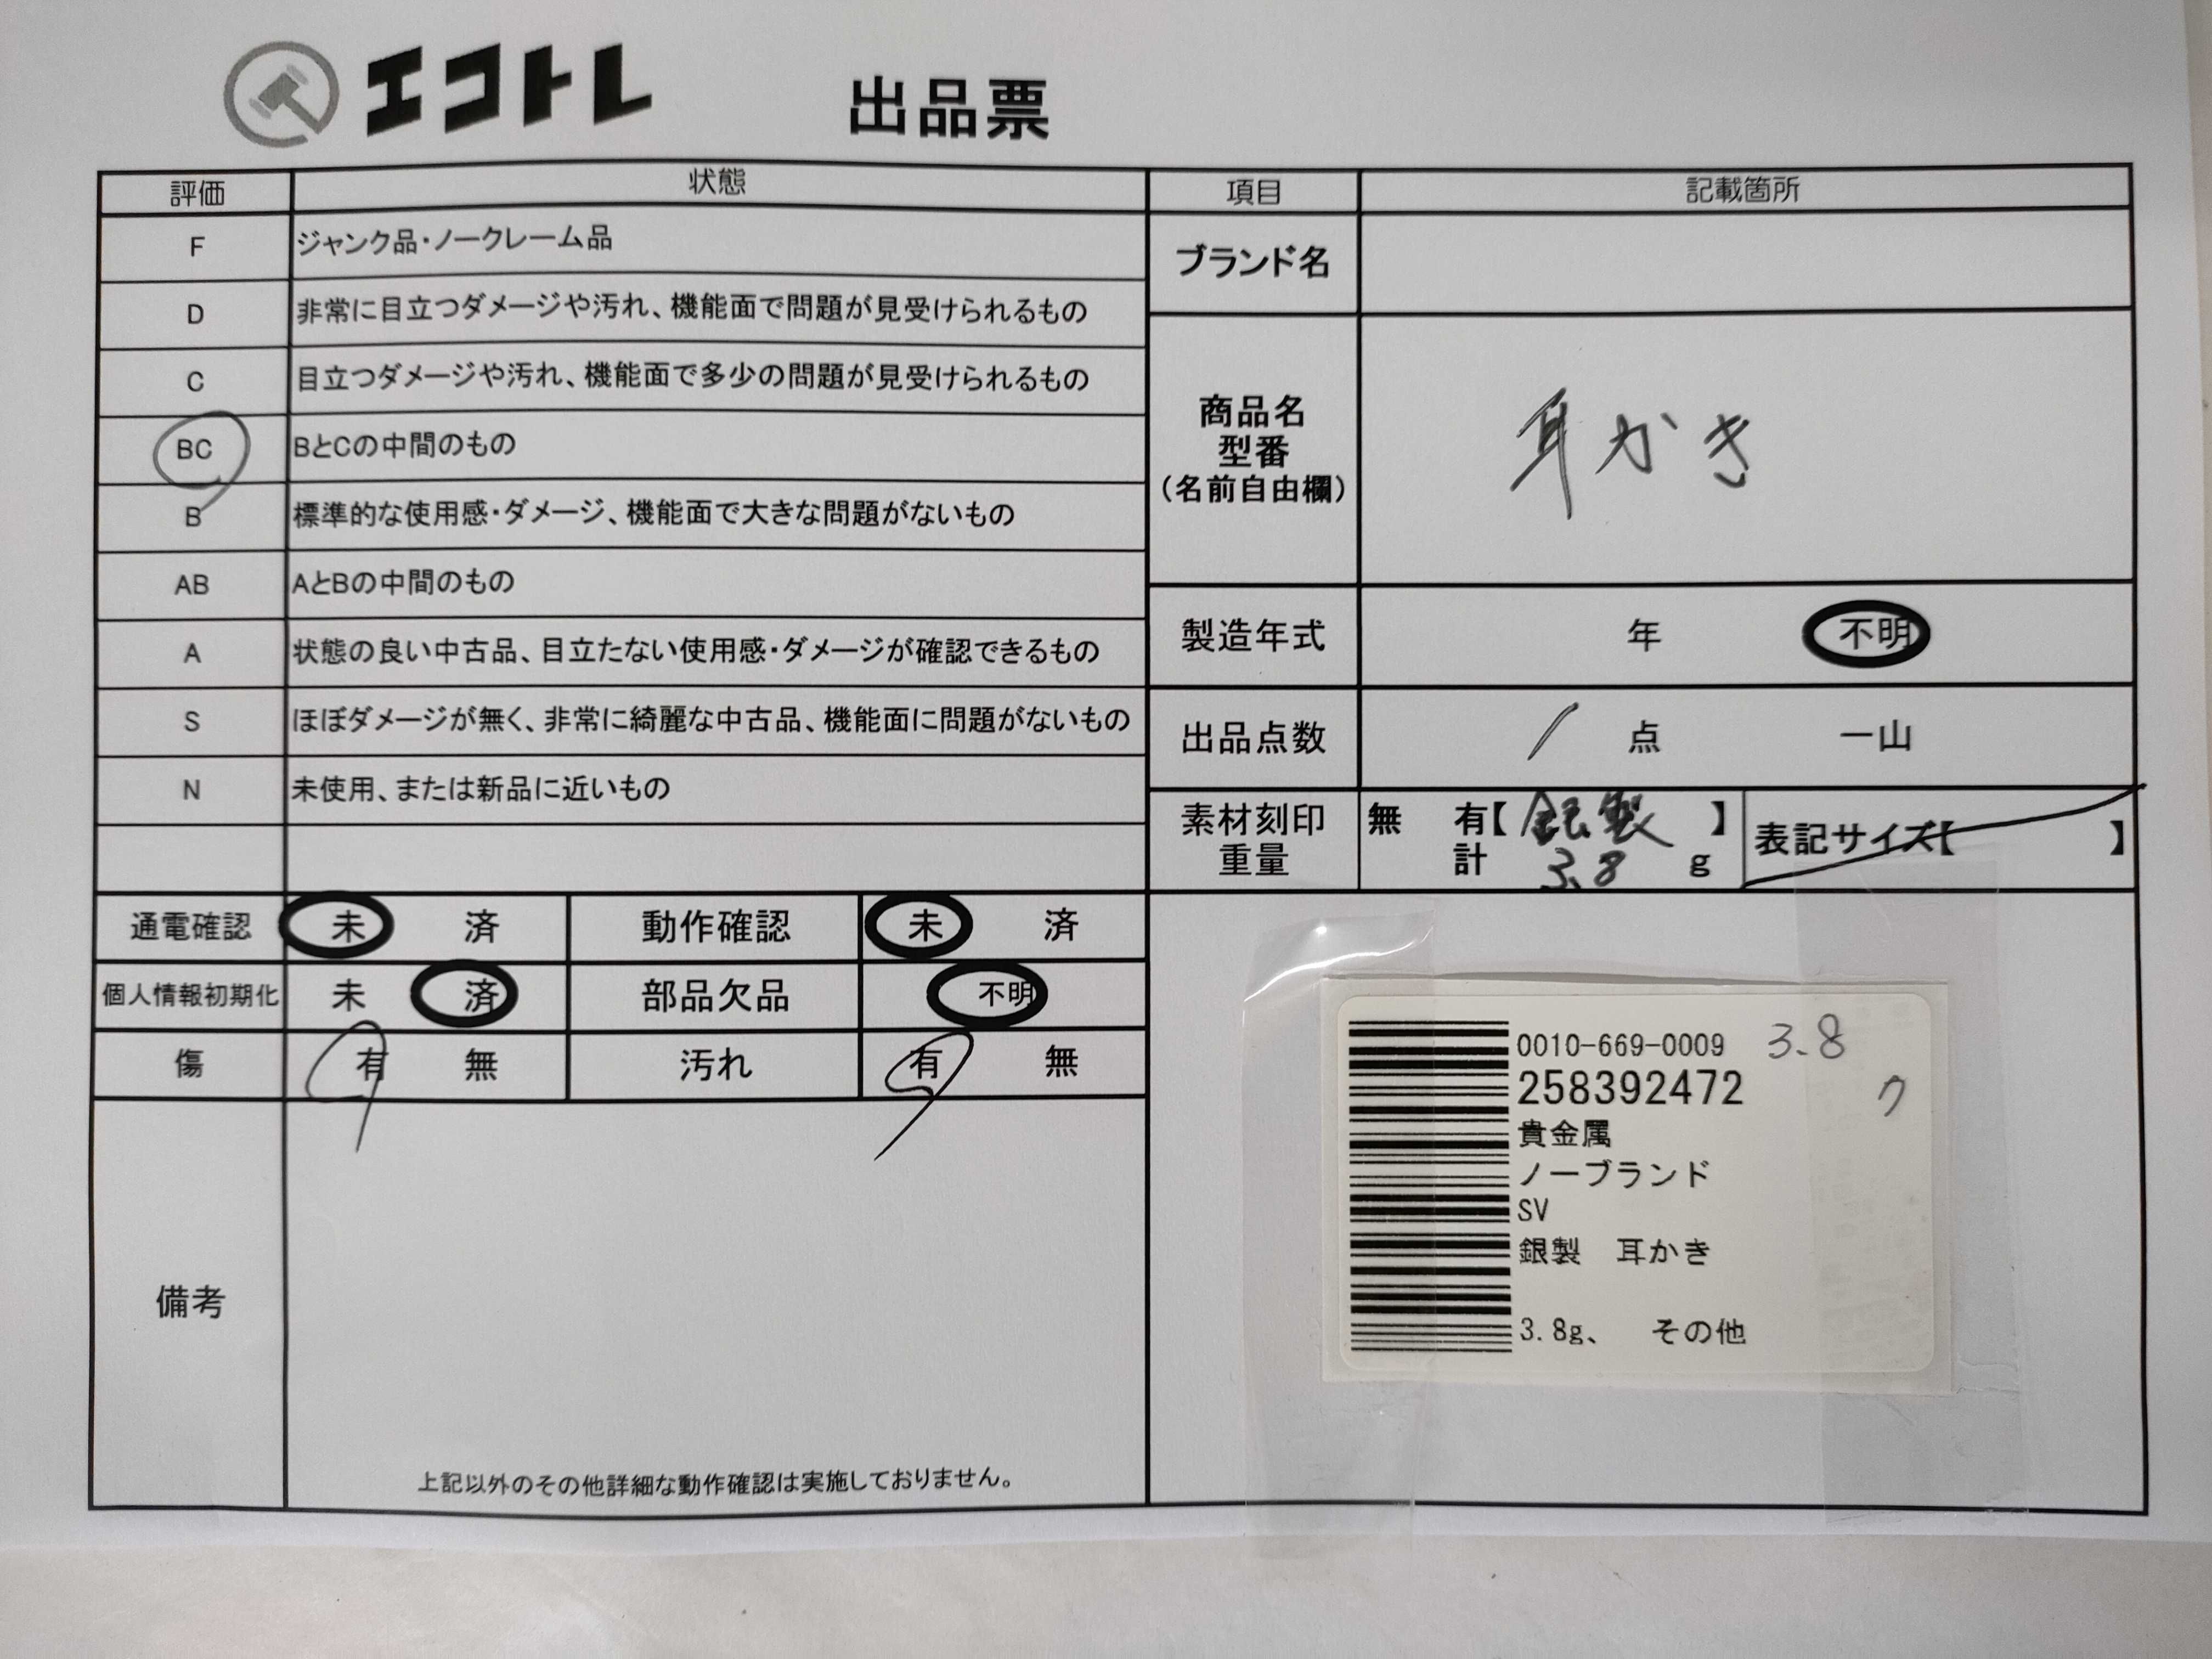 エコトレ 出品票
評価 状態
F ジャンク品・ノークレーム品
D 非常に目立つダメージや汚れ、機能面で問題が見受けられるもの
C 目立つダメージや汚れ、機能面で多少の問題が見受けられるもの
BC BとCの中間のもの
B 標準的な使用感・ダメージ、機能面で大きな問題がないもの
AB AとBの中間のもの
A 状態の良い中古品、目立たない使用感・ダメージが確認できるもの
S ほぼダメージが無く、非常に綺麗な中古品、機能面に問題がないもの
N 未使用、または新品に近いもの
通電確認 未 済 動作確認 未 済
個人情報初期化 未 済 部品欠品 不明
傷 有 無 汚れ 有 無
備考
上記以外のその他詳細な動作確認は実施しておりません。
項目 記載箇所
ブランド名
商品名
型番
(名前自由欄)
耳かき
製造年式 年 不明
出品点数 1 点 一山
素材刻印 無 有【銀製】
重量 計 3.8 g
表記サイズ【 】
0010-669-0009 3.8
258392472 ク
貴金属
ノーブランド
SV
銀製 耳かき
3.8g、 その他